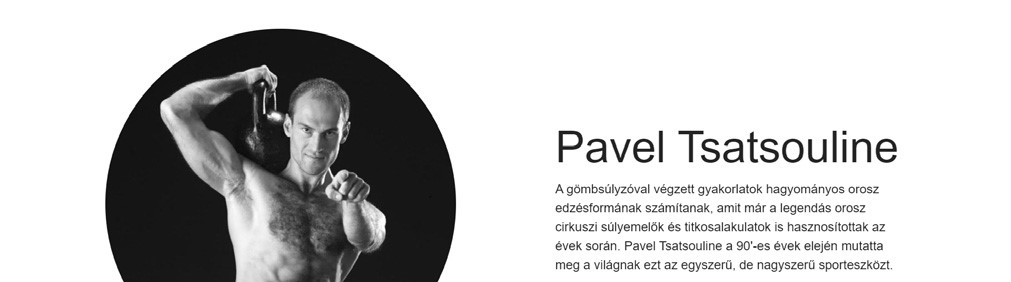 Pavel Tsatsouline
A gömbsúlyzóval végzett gyakorlatok hagyományos orosz
edzésformának számítanak, amit már a legendás orosz
cirkuszi súlyemelők és titkosalakulatok is hasznosítottak az
évek során. Pavel Tsatsouline a 90'-es évek elején mutatta
meg a világnak ezt az egyszerű, de nagyszerű sporteszközt.